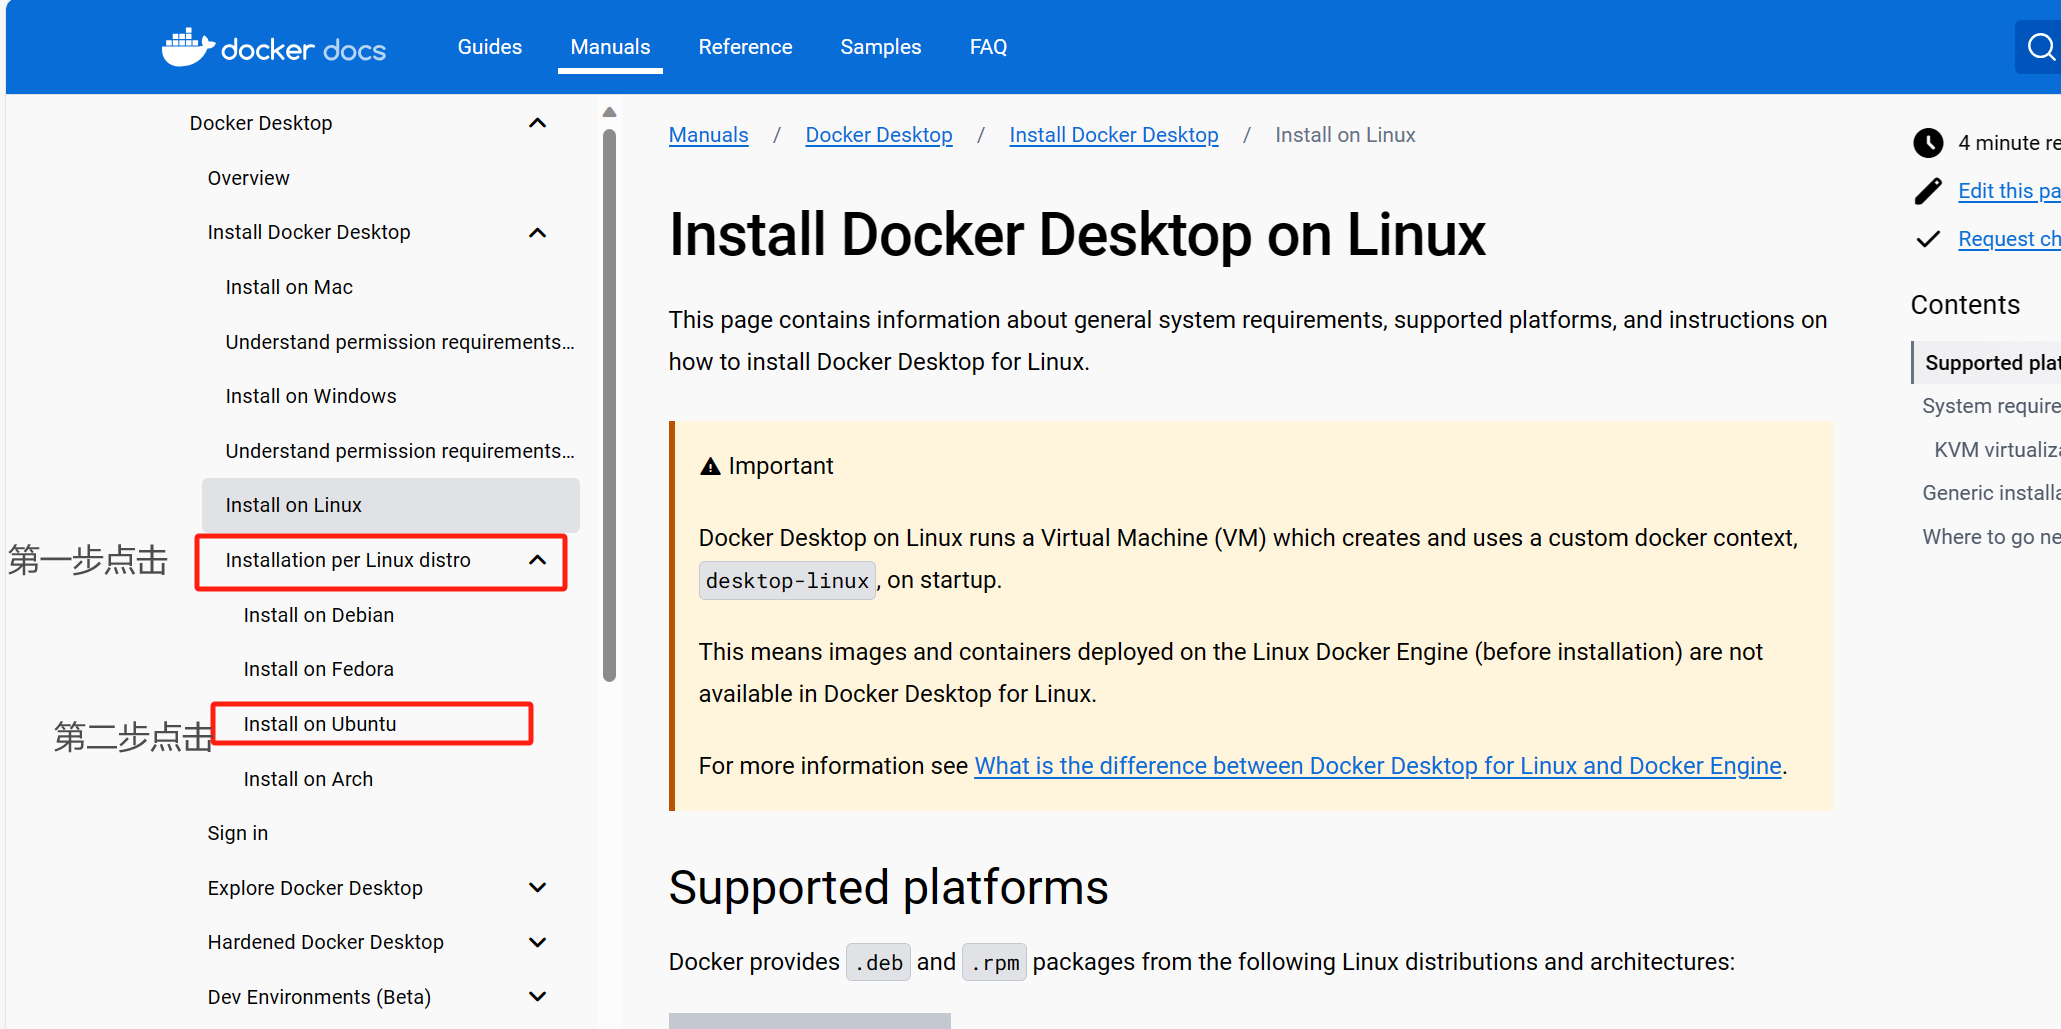 docker docs
Guides
Manuals
Reference
Samples
FAQ
Docker Desktop
Overview
Install Docker Desktop
Install on Mac
Understand permission requirements...
Install on Windows
Understand permission requirements...
Install on Linux
第一步点击
Installation per Linux distro
Install on Debian
Install on Fedora
第二步点击
Install on Ubuntu
Install on Arch
Sign in
Explore Docker Desktop
Hardened Docker Desktop
Dev Environments (Beta)
Manuals / Docker Desktop / Install Docker Desktop / Install on Linux
Install Docker Desktop on Linux
This page contains information about general system requirements, supported platforms, and instructions on
how to install Docker Desktop for Linux.
Important
Docker Desktop on Linux runs a Virtual Machine (VM) which creates and uses a custom docker context,
desktop-linux, on startup.
This means images and containers deployed on the Linux Docker Engine (before installation) are not
available in Docker Desktop for Linux.
For more information see What is the difference between Docker Desktop for Linux and Docker Engine.
Supported platforms
Docker provides .deb and .rpm packages from the following Linux distributions and architectures:
4 minute re
Edit this pa
Request ch
Contents
Supported plat
System require
KVM virtualiza
Generic installa
Where to go ne